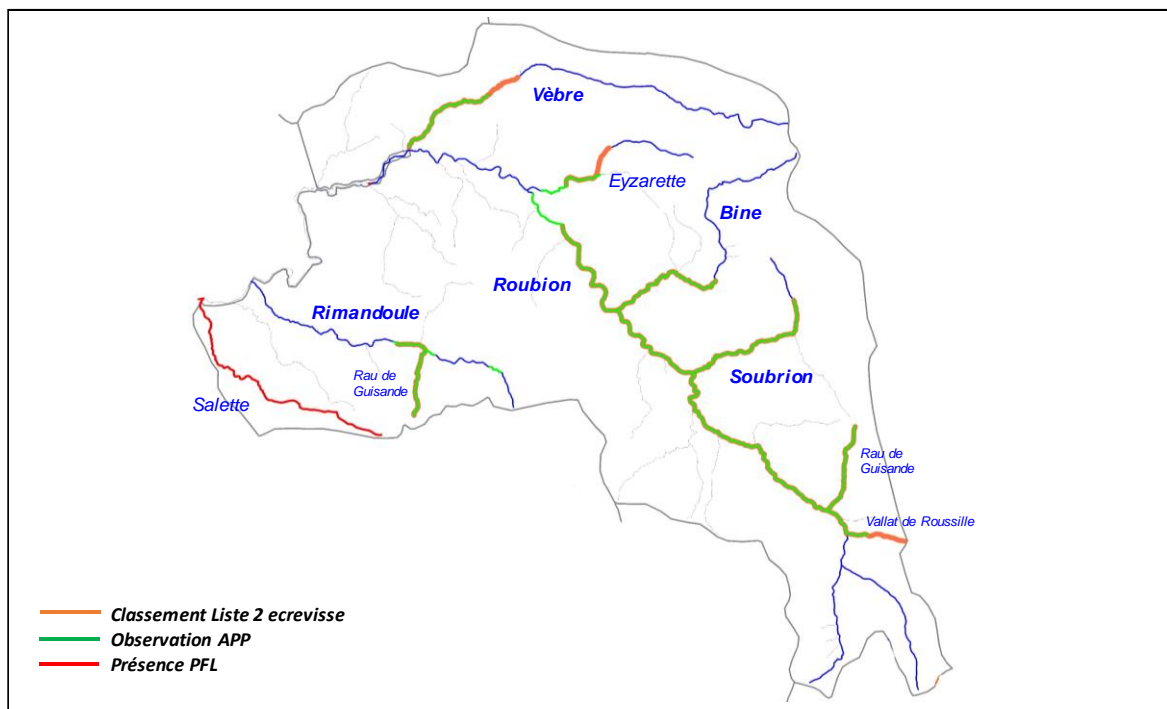 Vèbre
Eyzarette
Bine
Roubion
Rimandoule
Rau de
Guisande
Soubrion
Salette
Rau de
Guisande
Vallat de Roussille
Classement Liste 2 ecrevisse
Observation APP
Présence PFL